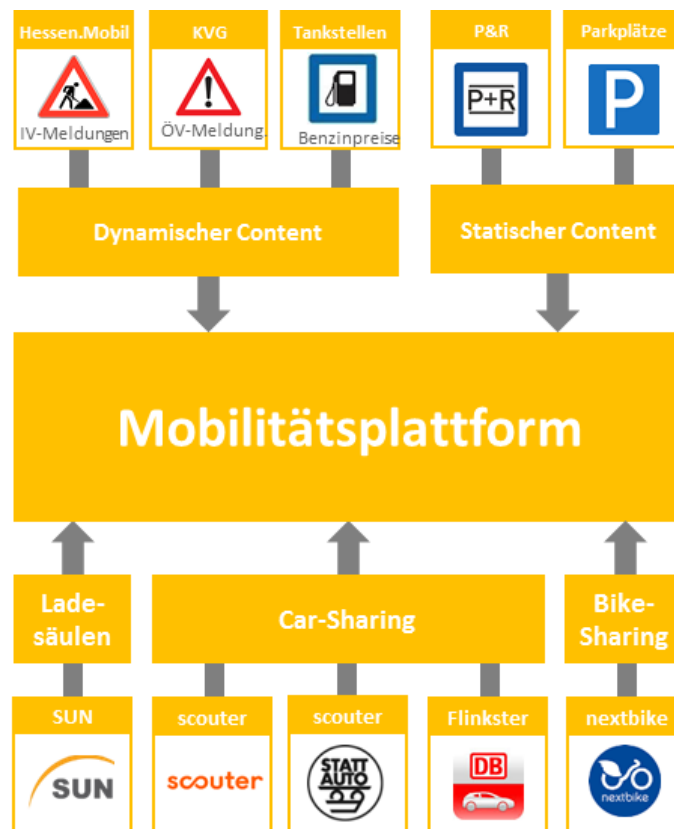 Hessen.Mobil
KVG
Tankstellen
P&R
Parkplätze
P+R
P
IV-Meldungen
ÖV-Meldung.
Benzinpreise
Dynamischer Content
Statischer Content
Mobilitätsplattform
Lade-
säulen
Car-Sharing
Bike-
Sharing
SUN
scouter
scouter
Flinkster
nextbike
SUN
scouter
STATT
AUTO
DB
nextbike